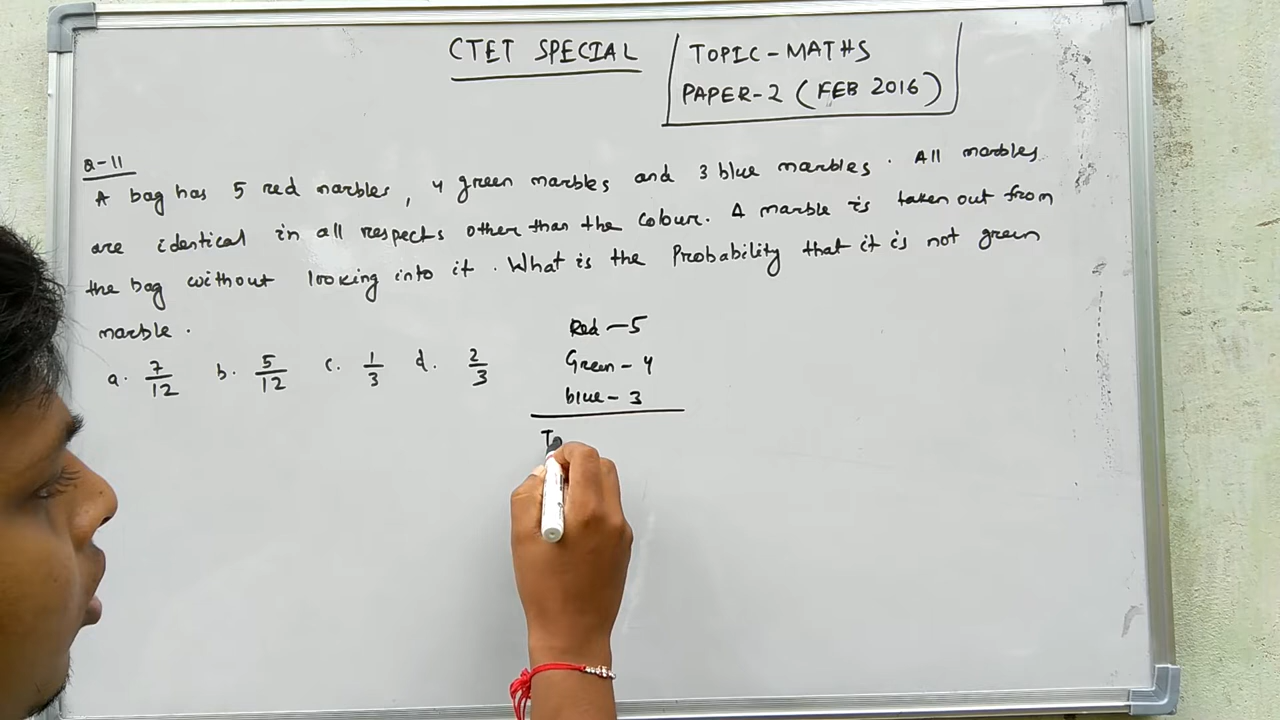 CTET SPECIAL
TOPIC-MATHS
PAPER-2 (FEB 2016)
Q-11
A bag has 5 red marbles, 4 green marbles and 3 blue marbles. All marbles
are identical in all respects other than the colour. A marble is taken out from
the bag without looking into it. What is the Probability that it is not green
marble.
a. 7/12 b. 5/12 c. 1/3 d. 2/3
Red - 5
Green - 4
blue - 3
T